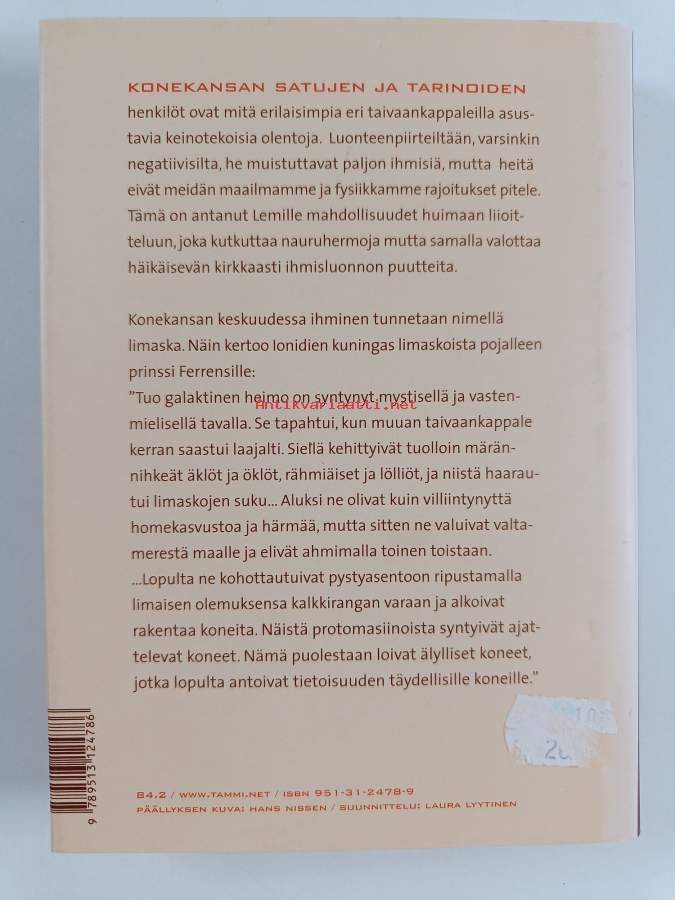 KONEKANSAN SATUJEN JA TARINOIDEN
henkilöt ovat mitä erilaisimpia eri taivaankappaleilla asus-
tavia keinotekoisia olentoja. Luonteenpiirteiltään, varsinkin
negatiivisilta, he muistuttavat paljon ihmisiä, mutta heitä
eivät meidän maailmamme ja fysiikkamme rajoitukset pitele.
Tämä on antanut Lemille mahdollisuudet huimaan liioit-
teluun, joka kutkuttaa nauruhermoja mutta samalla valottaa
häikäisevän kirkkaasti ihmisluonnon puutteita.
Konekansan keskuudessa ihminen tunnetaan nimellä
limaska. Näin kertoo Ionidien kuningas limaskoista pojalleen
prinssi Ferrensille:
"Tuo galaktinen heimo on syntynyt mystisellä ja vasten-
Antikvariaatti.net
mielisellä tavalla. Se tapahtui, kun muuan taivaankappale
kerran saastui laajalti. Siellä kehittyivät tuolloin märän-
nihkeät äklöt ja öklöt, rähmiäiset ja lölliöt, ja niistä haarau-
tui limaskojen suku... Aluksi ne olivat kuin villiintynyttä
homekasvustoa ja härmää, mutta sitten ne valuivat valta-
merestä maalle ja elivät ahmimalla toinen toistaan.
...Lopulta ne kohottautuivat pystyasentoon ripustamalla
limaisen olemuksensa kalkkirangan varaan ja alkoivat
rakentaa koneita. Näistä protomasiinoista syntyivät ajat-
televat koneet. Nämä puolestaan loivat älylliset koneet,
jotka lopulta antoivat tietoisuuden täydellisille koneille."
9 789513 124786
84.2 / WWW.TAMMI.NET / ISBN 951-31-2478-9
PÄÄLLYKSEN KUVA: HANS NISSEN / SUUNNITTELU: LAURA LYYTINEN